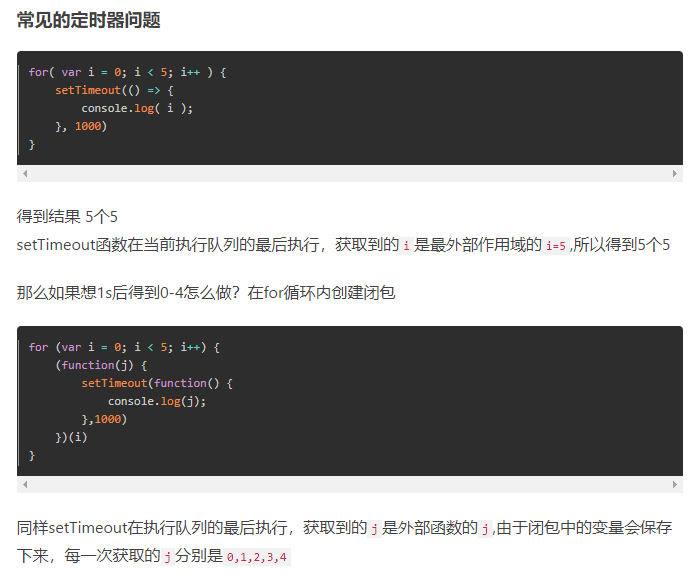 常见的定时器问题
for( var i = 0; i < 5; i++ ) {
    setTimeout(() => {
        console.log( i );
    }, 1000)
}
得到结果 5个5
setTimeout函数在当前执行队列的最后执行，获取到的i是最外部作用域的i=5,所以得到5个5
那么如果想1s后得到0-4怎么做？在for循环内创建闭包
for (var i = 0; i < 5; i++) {
    (function(j) {
        setTimeout(function() {
            console.log(j);
        },1000)
    })(i)
}
同样setTimeout在执行队列的最后执行，获取到的j是外部函数的j,由于闭包中的变量会保存
下来，每一次获取的j分别是0,1,2,3,4